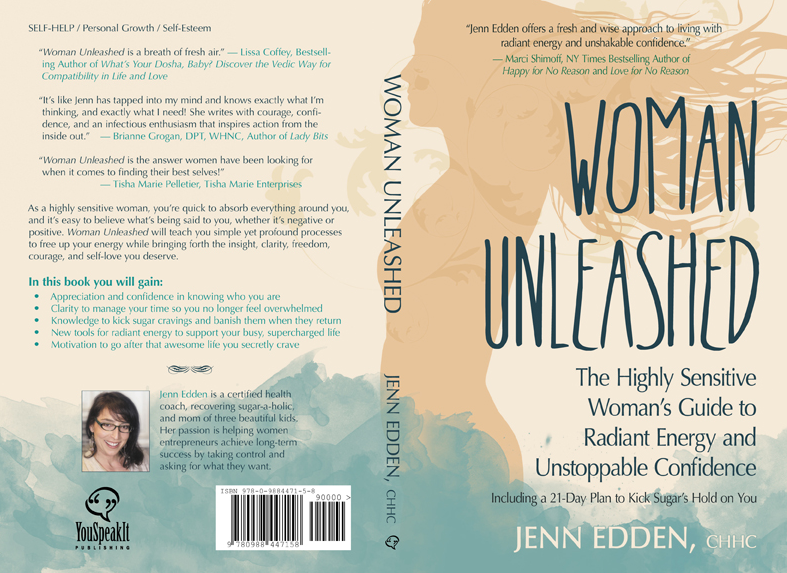 SELF-HELP / Personal Growth / Self-Esteem
“Woman Unleashed is a breath of fresh air.” — Lissa Coffey, Bestsell-
ing Author of What’s Your Dosha, Baby? Discover the Vedic Way for
Compatibility in Life and Love
“It’s like Jenn has tapped into my mind and knows exactly what I’m
thinking, and exactly what I need! She writes with courage, confi-
dence, and an infectious enthusiasm that inspires action from the
inside out.” — Brianne Grogan, DPT, WHNC, Author of Lady Bits
“Woman Unleashed is the answer women have been looking for
when it comes to finding their best selves!”
— Tisha Marie Pelletier, Tisha Marie Enterprises
As a highly sensitive woman, you’re quick to absorb everything around you,
and it’s easy to believe what’s being said to you, whether it’s negative or
positive. Woman Unleashed will teach you simple yet profound processes
to free up your energy while bringing forth the insight, clarity, freedom,
courage, and self-love you deserve.
In this book you will gain:
• Appreciation and confidence in knowing who you are
• Clarity to manage your time so you no longer feel overwhelmed
• Knowledge to kick sugar cravings and banish them when they return
• New tools for radiant energy to support your busy, supercharged life
• Motivation to go after that awesome life you secretly crave
Jenn Edden is a certified health
coach, recovering sugar-a-holic,
and mom of three beautiful kids.
Her passion is helping women
entrepreneurs achieve long-term
success by taking control and
asking for what they want.
YouSpeakIt
PUBLISHING
ISBN 978-0-9884471-5-8
90000 >
9 780988 447158
WOMAN UNLEASHED
JENN EDDEN, CHHC
“Jenn Edden offers a fresh and wise approach to living with
radiant energy and unshakable confidence.”
— Marci Shimoff, NY Times Bestselling Author of
Happy for No Reason and Love for No Reason
WOMAN
UNLEASHED
The Highly Sensitive
Woman’s Guide to
Radiant Energy and
Unstoppable Confidence
Including a 21-Day Plan to Kick Sugar’s Hold on You
JENN EDDEN, CHHC